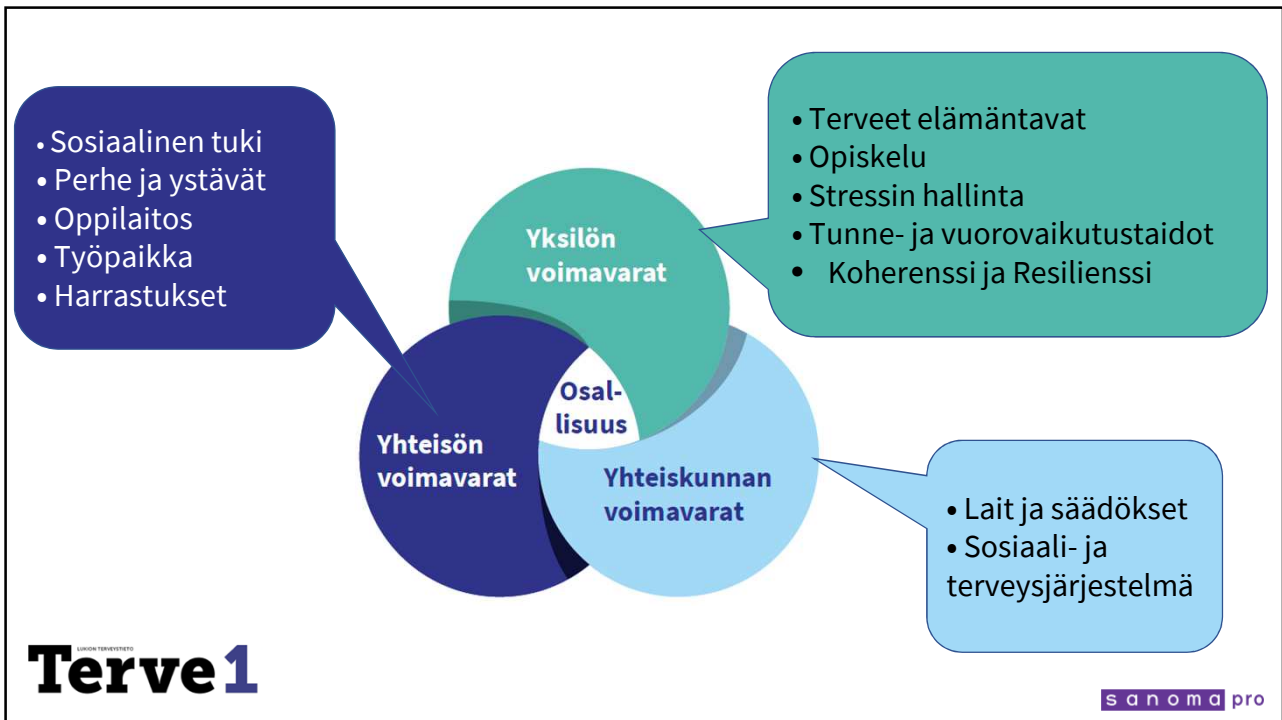 • Sosiaalinen tuki
• Perhe ja ystävät
• Oppilaitos
• Työpaikka
• Harrastukset
• Terveet elämäntavat
• Opiskelu
• Stressin hallinta
• Tunne- ja vuorovaikutustaidot
• Koherenssi ja Resilienssi
Yksilön
voimavarat
Osal-
lisuus
Yhteisön
voimavarat
Yhteiskunnan
voimavarat
• Lait ja säädökset
• Sosiaali- ja
terveysjärjestelmä
LUKION TERVEYSTIETO
Terve1
sanoma pro